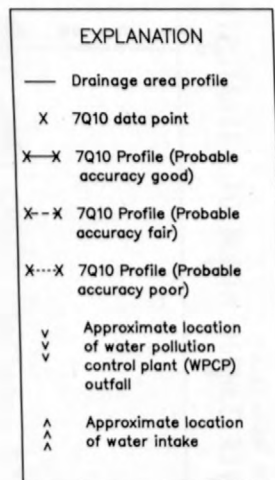 EXPLANATION
Drainage area profile
X 7Q10 data point
X—X 7Q10 Profile (Probable
accuracy good)
X--X 7Q10 Profile (Probable
accuracy fair)
X····X 7Q10 Profile (Probable
accuracy poor)
Approximate location
of water pollution
control plant (WPCP)
outfall
Approximate location
of water intake